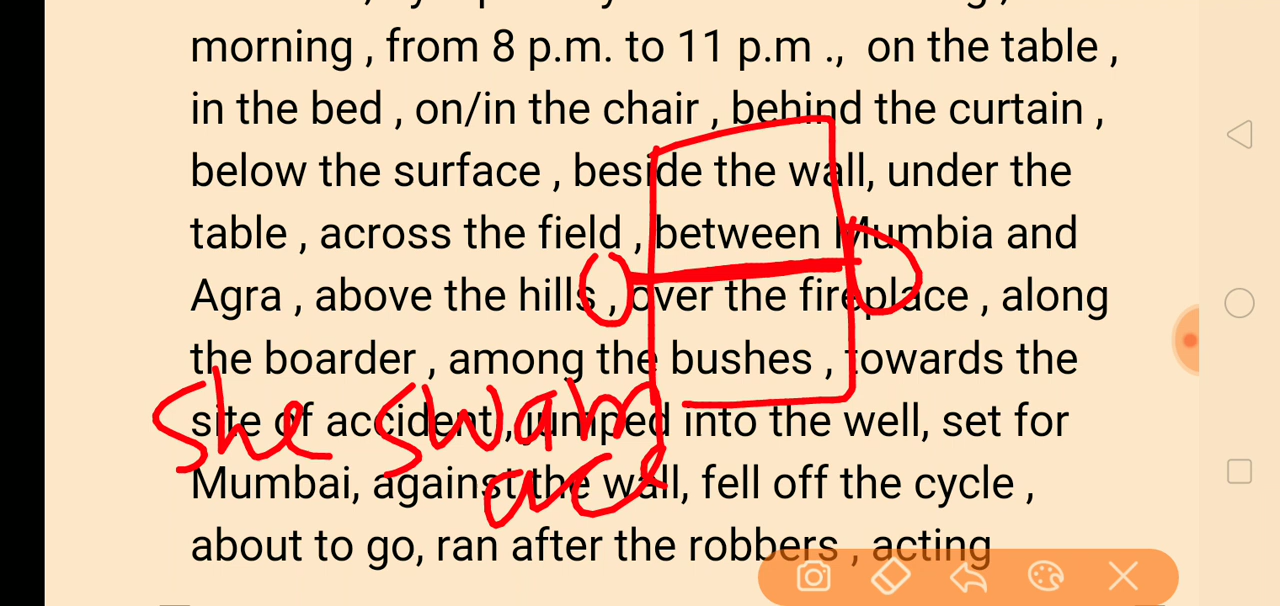 morning , from 8 p.m. to 11 p.m ., on the table ,
in the bed , on/in the chair , behind the curtain ,
below the surface , beside the wall, under the
table , across the field , between Mumbia and
Agra , above the hills , over the fireplace , along
the boarder , among the bushes , towards the
site of accident , jumped into the well, set for
She swam
Mumbai, against the wall, fell off the cycle ,
ace
about to go, ran after the robbers , acting